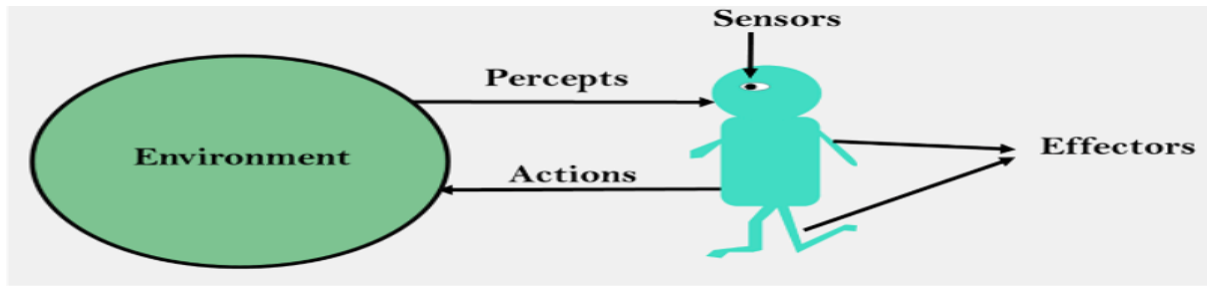 Sensors
Percepts
Environment
Effectors
Actions